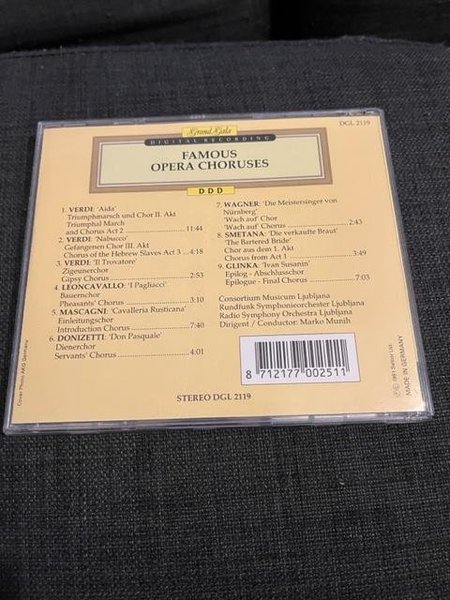 Grand Gala
DGL 2119
DIGITAL RECORDING
FAMOUS
OPERA CHORUSES
D D D
1. VERDI: 'Aida'
Triumphmarsch und Chor II. Akt
Triumphal March
and Chorus Act 2 11:44
2. VERDI: 'Nabucco'
Gefangenen Chor III. Akt
Chorus of the Hebrew Slaves Act 3 4:18
3. VERDI: 'Il Trovatore'
Zigeunerchor
Gipsy Chorus 2:53
4. LEONCAVALLO: 'I Pagliacci'
Bauernchor
Pheasants' Chorus 3:10
5. MASCAGNI: 'Cavalleria Rusticana'
Einleitungschor
Introduction Chorus 7:40
6. DONIZETTI: 'Don Pasquale'
Dienerchor
Servants' Chorus 4:01
7. WAGNER: 'Die Meistersinger von
Nürnberg'
'Wach auf' Chor
'Wach auf' Chorus 2:43
8. SMETANA: 'Die verkaufte Braut'
'The Bartered Bride'
Chor aus dem 1. Akt
Chorus from Act 1 3:49
9. GLINKA: 'Ivan Susanin'
Epilog - Abschlusschor
Epilogue - Final Chorus 7:03
Consortium Musicum Ljubljana
Rundfunk Symphonieorchester Ljubljana
Radio Symphony Orchestra Ljubljana
Dirigent / Conductor: Marko Munih
8 712177 002511
STEREO DGL 2119
Cover Photo: AKG Germany
MADE IN GERMANY